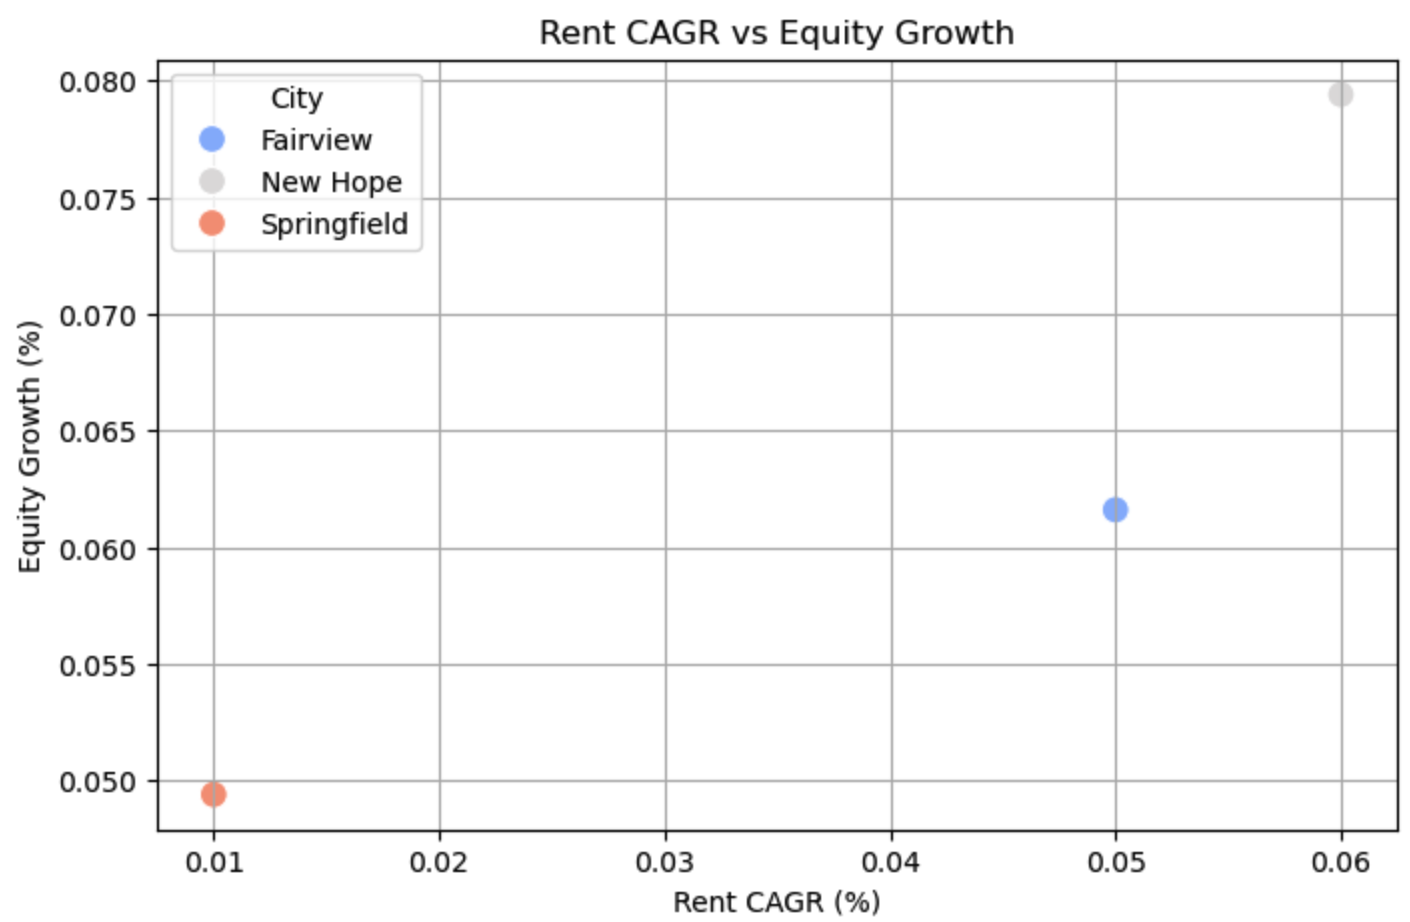 Rent CAGR vs Equity Growth
City
Fairview
New Hope
Springfield
Equity Growth (%)
0.080
0.075
0.070
0.065
0.060
0.055
0.050
0.01 0.02 0.03 0.04 0.05 0.06
Rent CAGR (%)